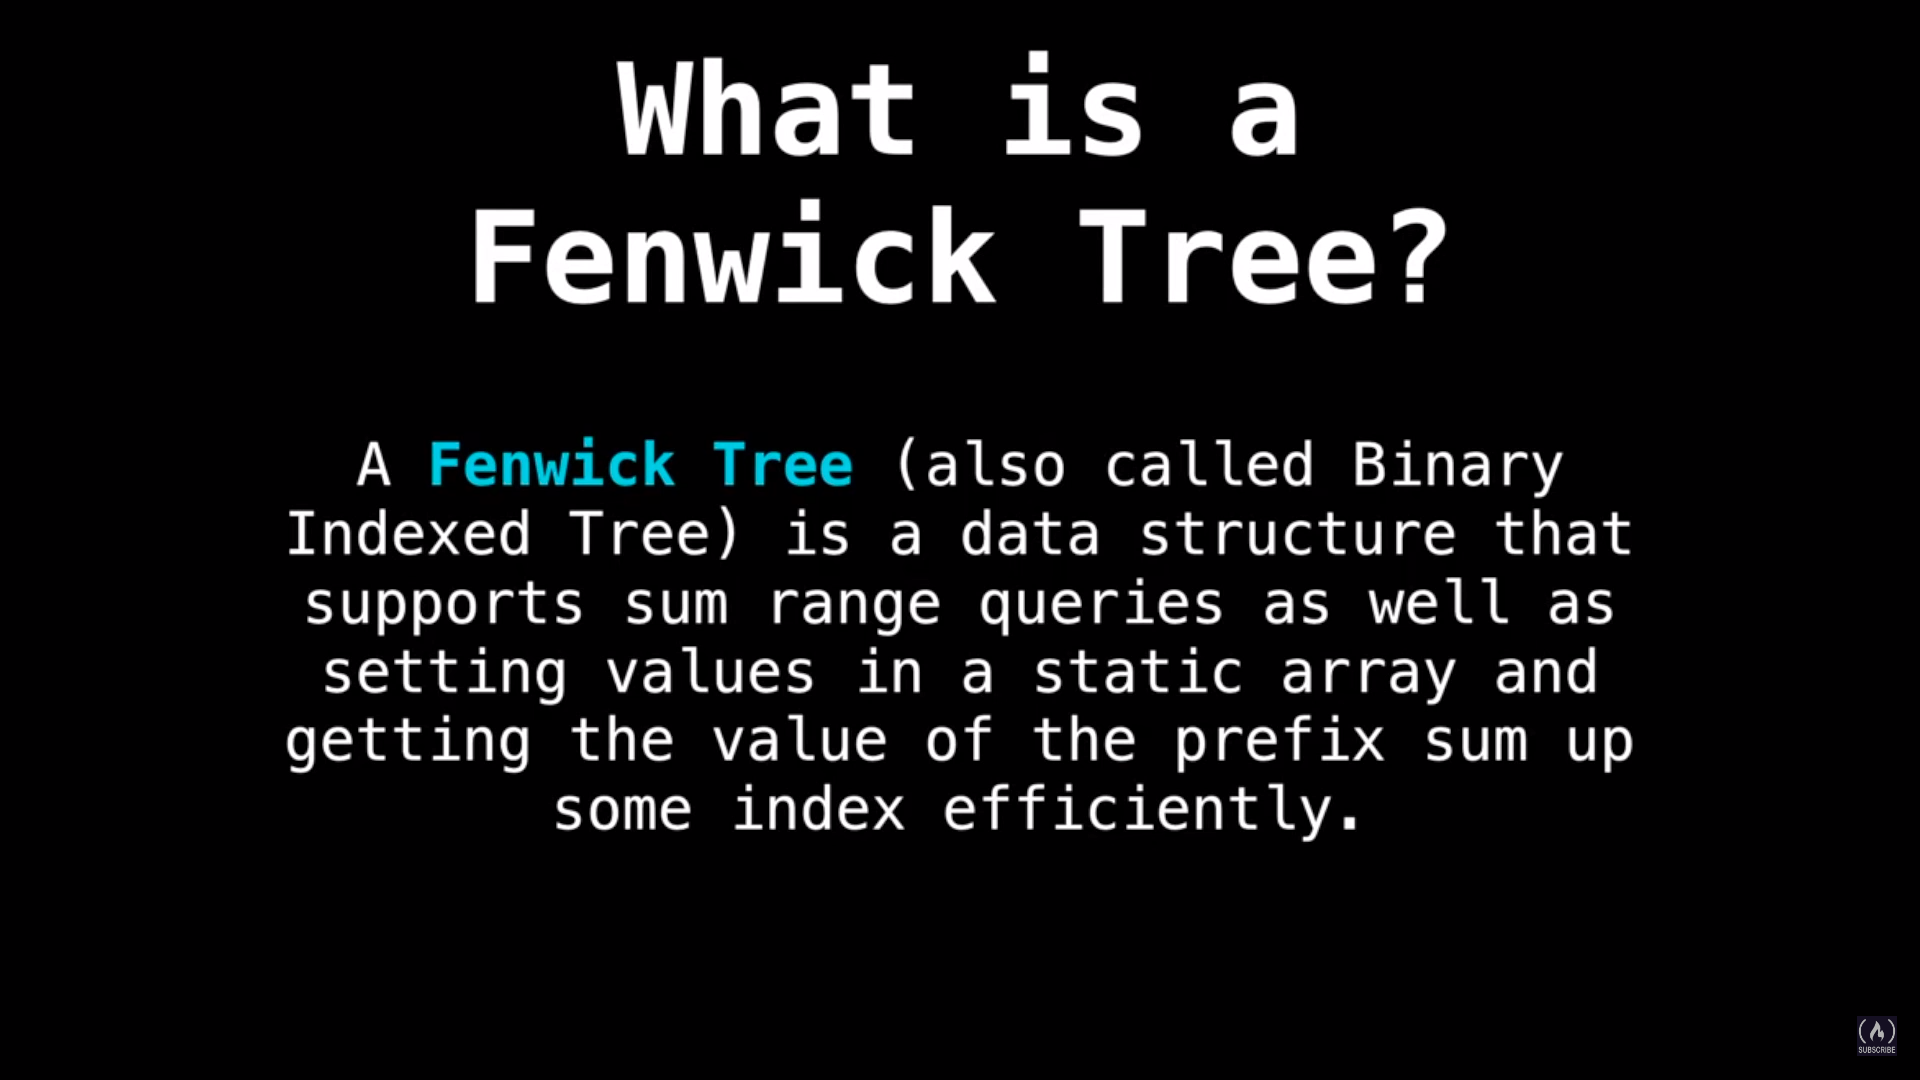 What is a
Fenwick Tree?
A Fenwick Tree (also called Binary
Indexed Tree) is a data structure that
supports sum range queries as well as
setting values in a static array and
getting the value of the prefix sum up
some index efficiently.
SUBSCRIBE